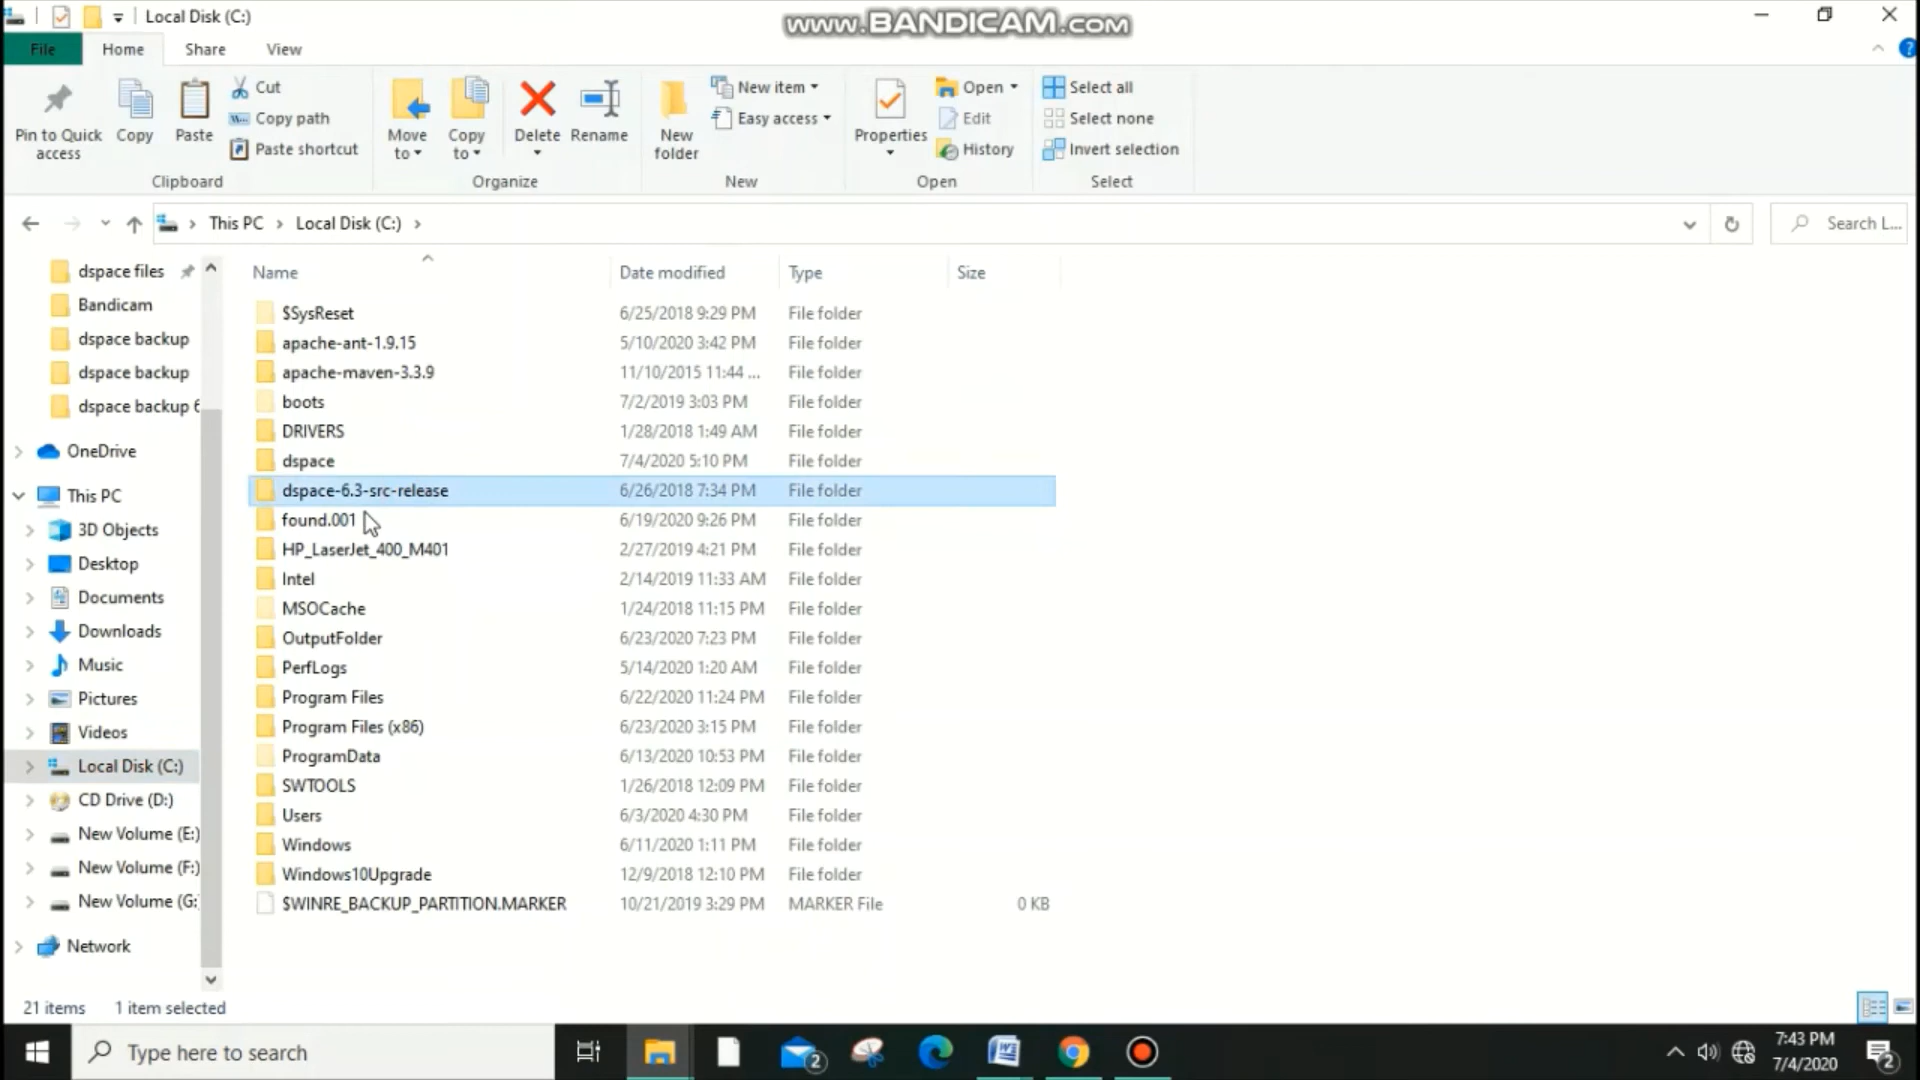 Local Disk (C:)
www.BANDICAM.com
File
Home
Share
View
Pin to Quick access
Copy
Paste
Cut
Copy path
Paste shortcut
Clipboard
Move to
Copy to
Delete
Rename
Organize
New folder
New item
Easy access
New
Properties
Open
Edit
History
Open
Select all
Select none
Invert selection
Select
This PC > Local Disk (C:) >
Search L...
dspace files
Bandicam
dspace backup
dspace backup
dspace backup 6
OneDrive
This PC
3D Objects
Desktop
Documents
Downloads
Music
Pictures
Videos
Local Disk (C:)
CD Drive (D:)
New Volume (E:)
New Volume (F:)
New Volume (G:
Network
Name Date modified Type Size
$SysReset 6/25/2018 9:29 PM File folder
apache-ant-1.9.15 5/10/2020 3:42 PM File folder
apache-maven-3.3.9 11/10/2015 11:44 ... File folder
boots 7/2/2019 3:03 PM File folder
DRIVERS 1/28/2018 1:49 AM File folder
dspace 7/4/2020 5:10 PM File folder
dspace-6.3-src-release 6/26/2018 7:34 PM File folder
found.001 6/19/2020 9:26 PM File folder
HP_LaserJet_400_M401 2/27/2019 4:21 PM File folder
Intel 2/14/2019 11:33 AM File folder
MSOCache 1/24/2018 11:15 PM File folder
OutputFolder 6/23/2020 7:23 PM File folder
PerfLogs 5/14/2020 1:20 AM File folder
Program Files 6/22/2020 11:24 PM File folder
Program Files (x86) 6/23/2020 3:15 PM File folder
ProgramData 6/13/2020 10:53 PM File folder
SWTOOLS 1/26/2018 12:09 PM File folder
Users 6/3/2020 4:30 PM File folder
Windows 6/11/2020 1:11 PM File folder
Windows10Upgrade 12/9/2018 12:10 PM File folder
$WINRE_BACKUP_PARTITION.MARKER 10/21/2019 3:29 PM MARKER File 0 KB
21 items 1 item selected
Type here to search
2
7:43 PM
7/4/2020
2